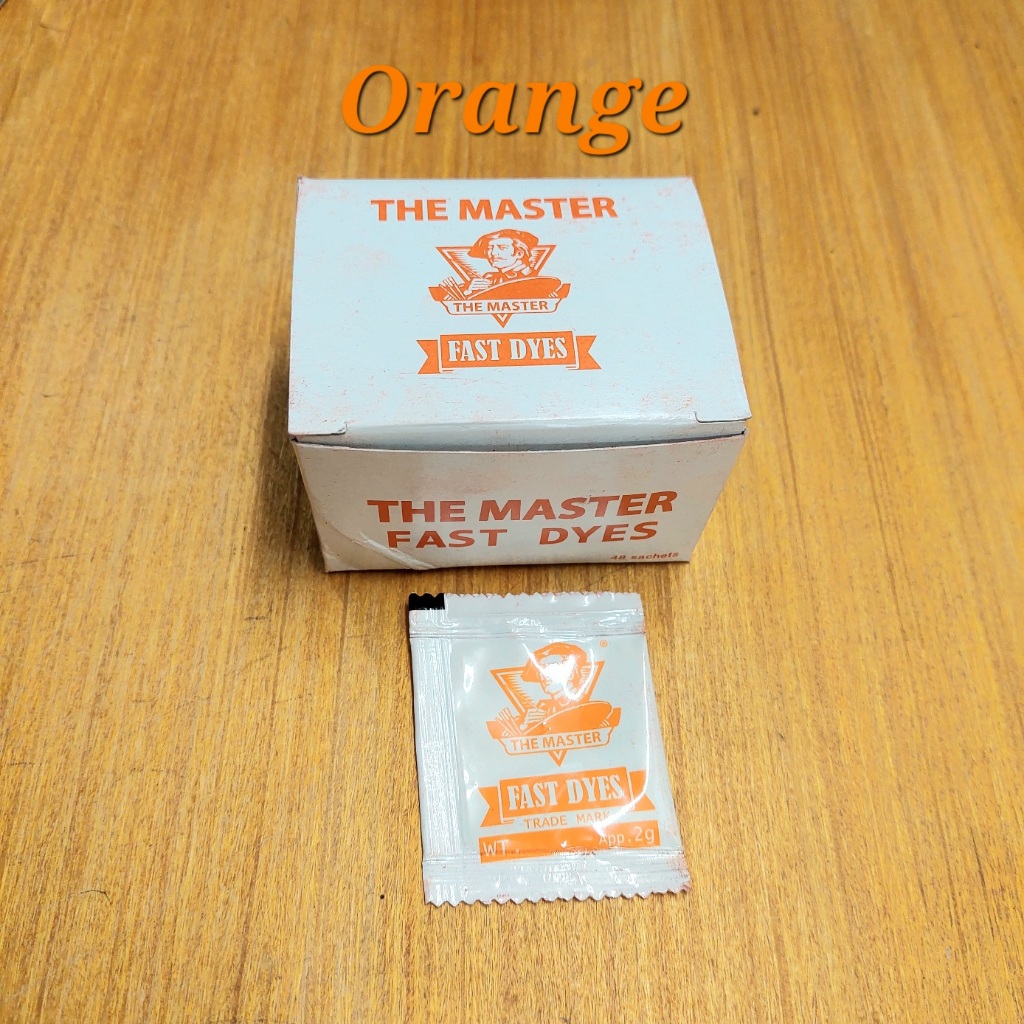 Orange
THE MASTER
THE MASTER
FAST DYES
THE MASTER
FAST DYES
48 sachets
®
THE MASTER
FAST DYES
TRADE MARK
WT. App.2g